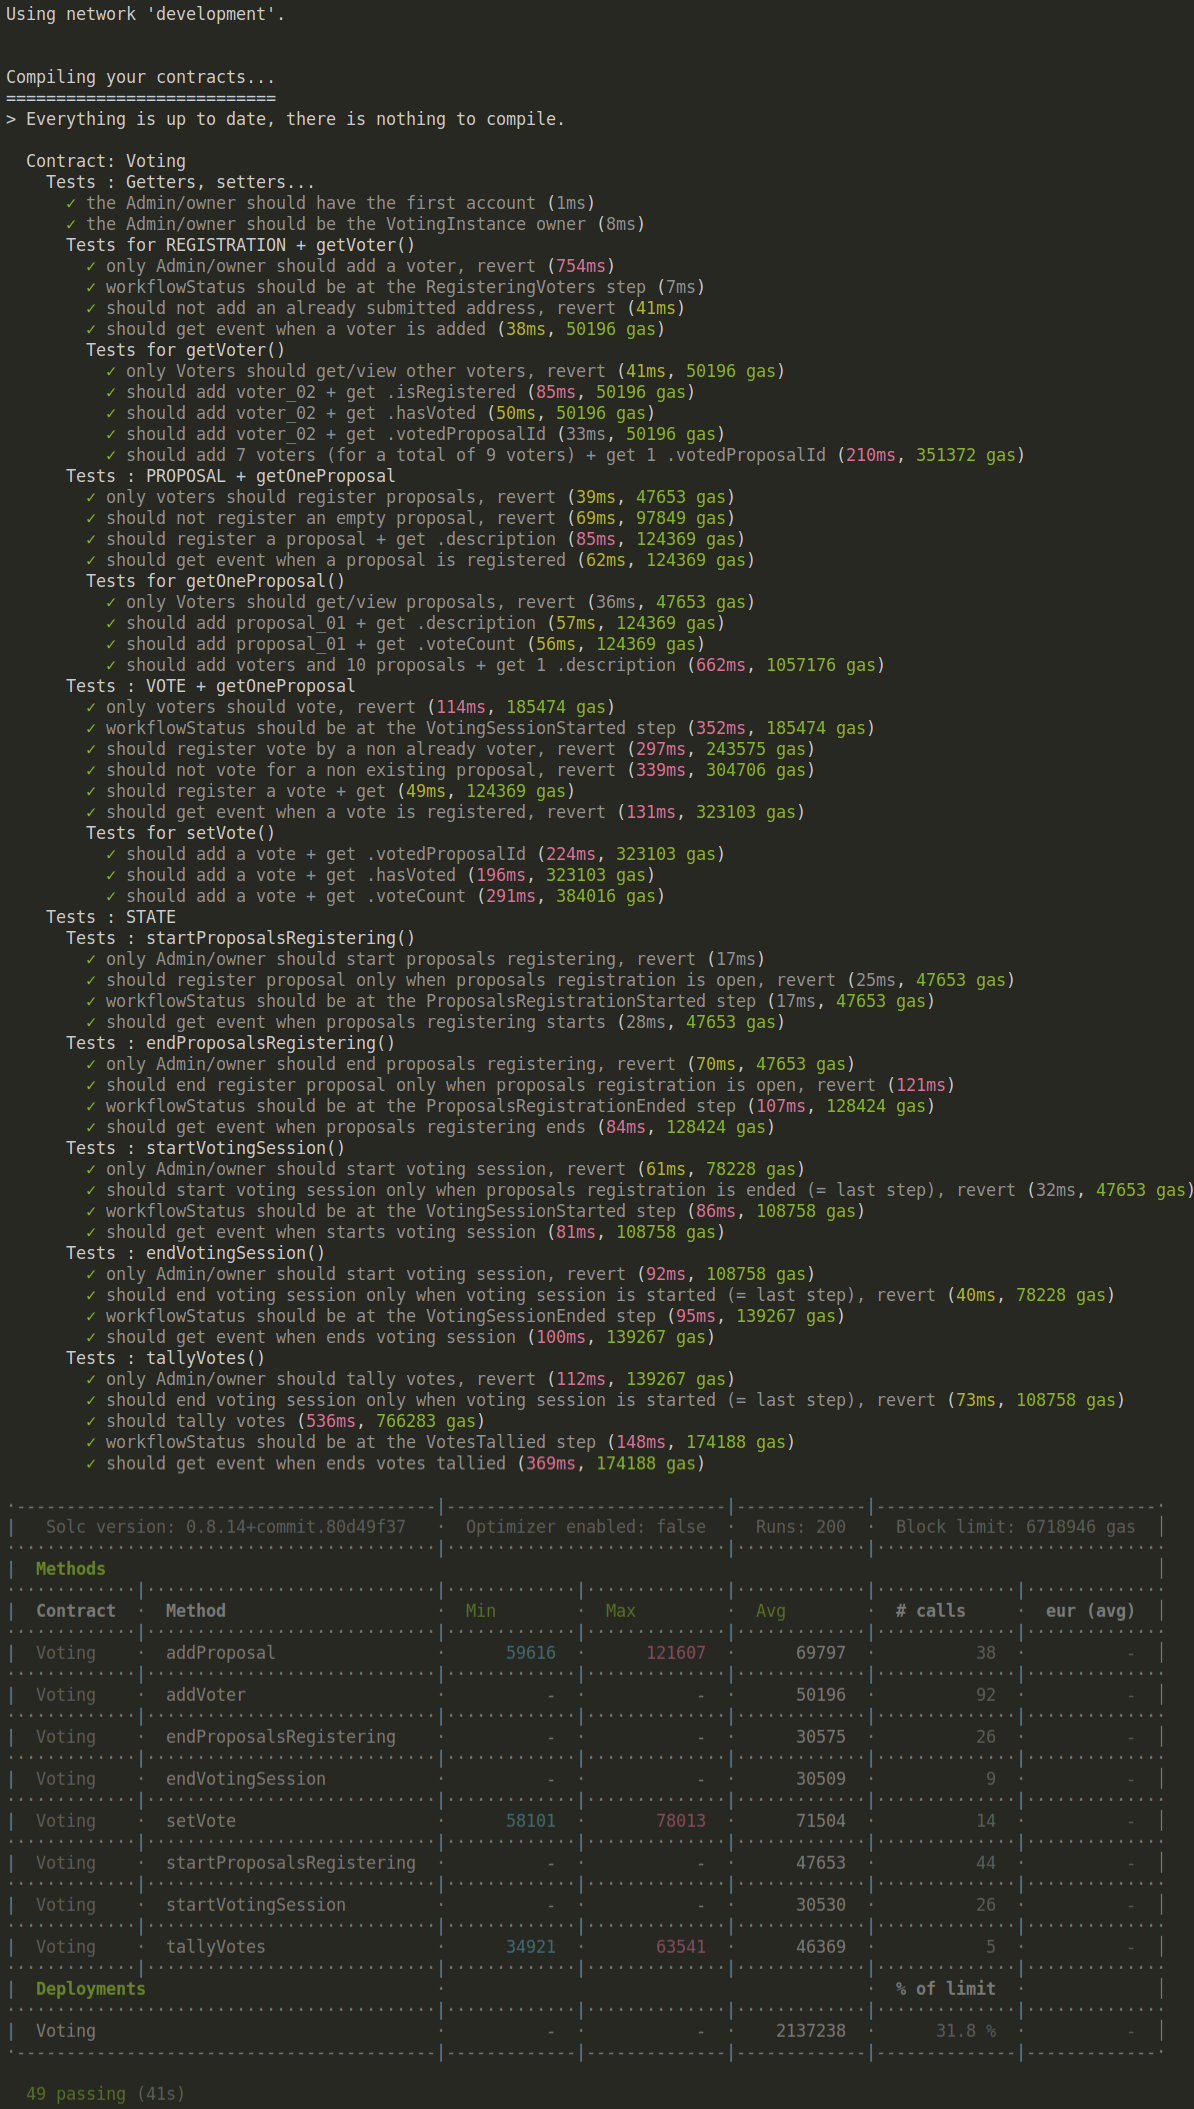 Using network 'development'.
Compiling your contracts...
===========================
> Everything is up to date, there is nothing to compile.
Contract: Voting
Tests : Getters, setters...
✓ the Admin/owner should have the first account (1ms)
✓ the Admin/owner should be the VotingInstance owner (8ms)
Tests for REGISTRATION + getVoter()
✓ only Admin/owner should add a voter, revert (754ms)
✓ workflowStatus should be at the RegisteringVoters step (7ms)
✓ should not add an already submitted address, revert (41ms)
✓ should get event when a voter is added (38ms, 50196 gas)
Tests for getVoter()
✓ only Voters should get/view other voters, revert (41ms, 50196 gas)
✓ should add voter_02 + get .isRegistered (85ms, 50196 gas)
✓ should add voter_02 + get .hasVoted (50ms, 50196 gas)
✓ should add voter_02 + get .votedProposalId (33ms, 50196 gas)
✓ should add 7 voters (for a total of 9 voters) + get 1 .votedProposalId (210ms, 351372 gas)
Tests : PROPOSAL + getOneProposal
✓ only voters should register proposals, revert (39ms, 47653 gas)
✓ should not register an empty proposal, revert (69ms, 97849 gas)
✓ should register a proposal + get .description (85ms, 124369 gas)
✓ should get event when a proposal is registered (62ms, 124369 gas)
Tests for getOneProposal()
✓ only Voters should get/view proposals, revert (36ms, 47653 gas)
✓ should add proposal_01 + get .description (57ms, 124369 gas)
✓ should add proposal_01 + get .voteCount (56ms, 124369 gas)
✓ should add voters and 10 proposals + get 1 .description (662ms, 1057176 gas)
Tests : VOTE + getOneProposal
✓ only voters should vote, revert (114ms, 185474 gas)
✓ workflowStatus should be at the VotingSessionStarted step (352ms, 185474 gas)
✓ should register vote by a non already voter, revert (297ms, 243575 gas)
✓ should not vote for a non existing proposal, revert (339ms, 304706 gas)
✓ should register a vote + get (49ms, 124369 gas)
✓ should get event when a vote is registered, revert (131ms, 323103 gas)
Tests for setVote()
✓ should add a vote + get .votedProposalId (224ms, 323103 gas)
✓ should add a vote + get .hasVoted (196ms, 323103 gas)
✓ should add a vote + get .voteCount (291ms, 384016 gas)
Tests : STATE
Tests : startProposalsRegistering()
✓ only Admin/owner should start proposals registering, revert (17ms)
✓ should register proposal only when proposals registration is open, revert (25ms, 47653 gas)
✓ workflowStatus should be at the ProposalsRegistrationStarted step (17ms, 47653 gas)
✓ should get event when proposals registering starts (28ms, 47653 gas)
Tests : endProposalsRegistering()
✓ only Admin/owner should end proposals registering, revert (70ms, 47653 gas)
✓ should end register proposal only when proposals registration is open, revert (121ms)
✓ workflowStatus should be at the ProposalsRegistrationEnded step (107ms, 128424 gas)
✓ should get event when proposals registering ends (84ms, 128424 gas)
Tests : startVotingSession()
✓ only Admin/owner should start voting session, revert (61ms, 78228 gas)
✓ should start voting session only when proposals registration is ended (= last step), revert (32ms, 47653 gas)
✓ workflowStatus should be at the VotingSessionStarted step (86ms, 108758 gas)
✓ should get event when starts voting session (81ms, 108758 gas)
Tests : endVotingSession()
✓ only Admin/owner should start voting session, revert (92ms, 108758 gas)
✓ should end voting session only when voting session is started (= last step), revert (40ms, 78228 gas)
✓ workflowStatus should be at the VotingSessionEnded step (95ms, 139267 gas)
✓ should get event when ends voting session (100ms, 139267 gas)
Tests : tallyVotes()
✓ only Admin/owner should tally votes, revert (112ms, 139267 gas)
✓ should end voting session only when voting session is started (= last step), revert (73ms, 108758 gas)
✓ should tally votes (536ms, 766283 gas)
✓ workflowStatus should be at the VotesTallied step (148ms, 174188 gas)
✓ should get event when ends votes tallied (369ms, 174188 gas)
| Solc version: 0.8.14+commit.80d49f37 · Optimizer enabled: false · Runs: 200 · Block limit: 6718946 gas |
| Methods |
| Contract · Method · Min · Max · Avg · # calls · eur (avg) |
| Voting · addProposal · 59616 · 121607 · 69797 · 38 · - |
| Voting · addVoter · - · - · 50196 · 92 · - |
| Voting · endProposalsRegistering · - · - · 30575 · 26 · - |
| Voting · endVotingSession · - · - · 30509 · 9 · - |
| Voting · setVote · 58101 · 78013 · 71504 · 14 · - |
| Voting · startProposalsRegistering · - · - · 47653 · 44 · - |
| Voting · startVotingSession · - · - · 30530 · 26 · - |
| Voting · tallyVotes · 34921 · 63541 · 46369 · 5 · - |
| Deployments · · % of limit · |
| Voting · - · - · 2137238 · 31.8 % · - |
49 passing (41s)